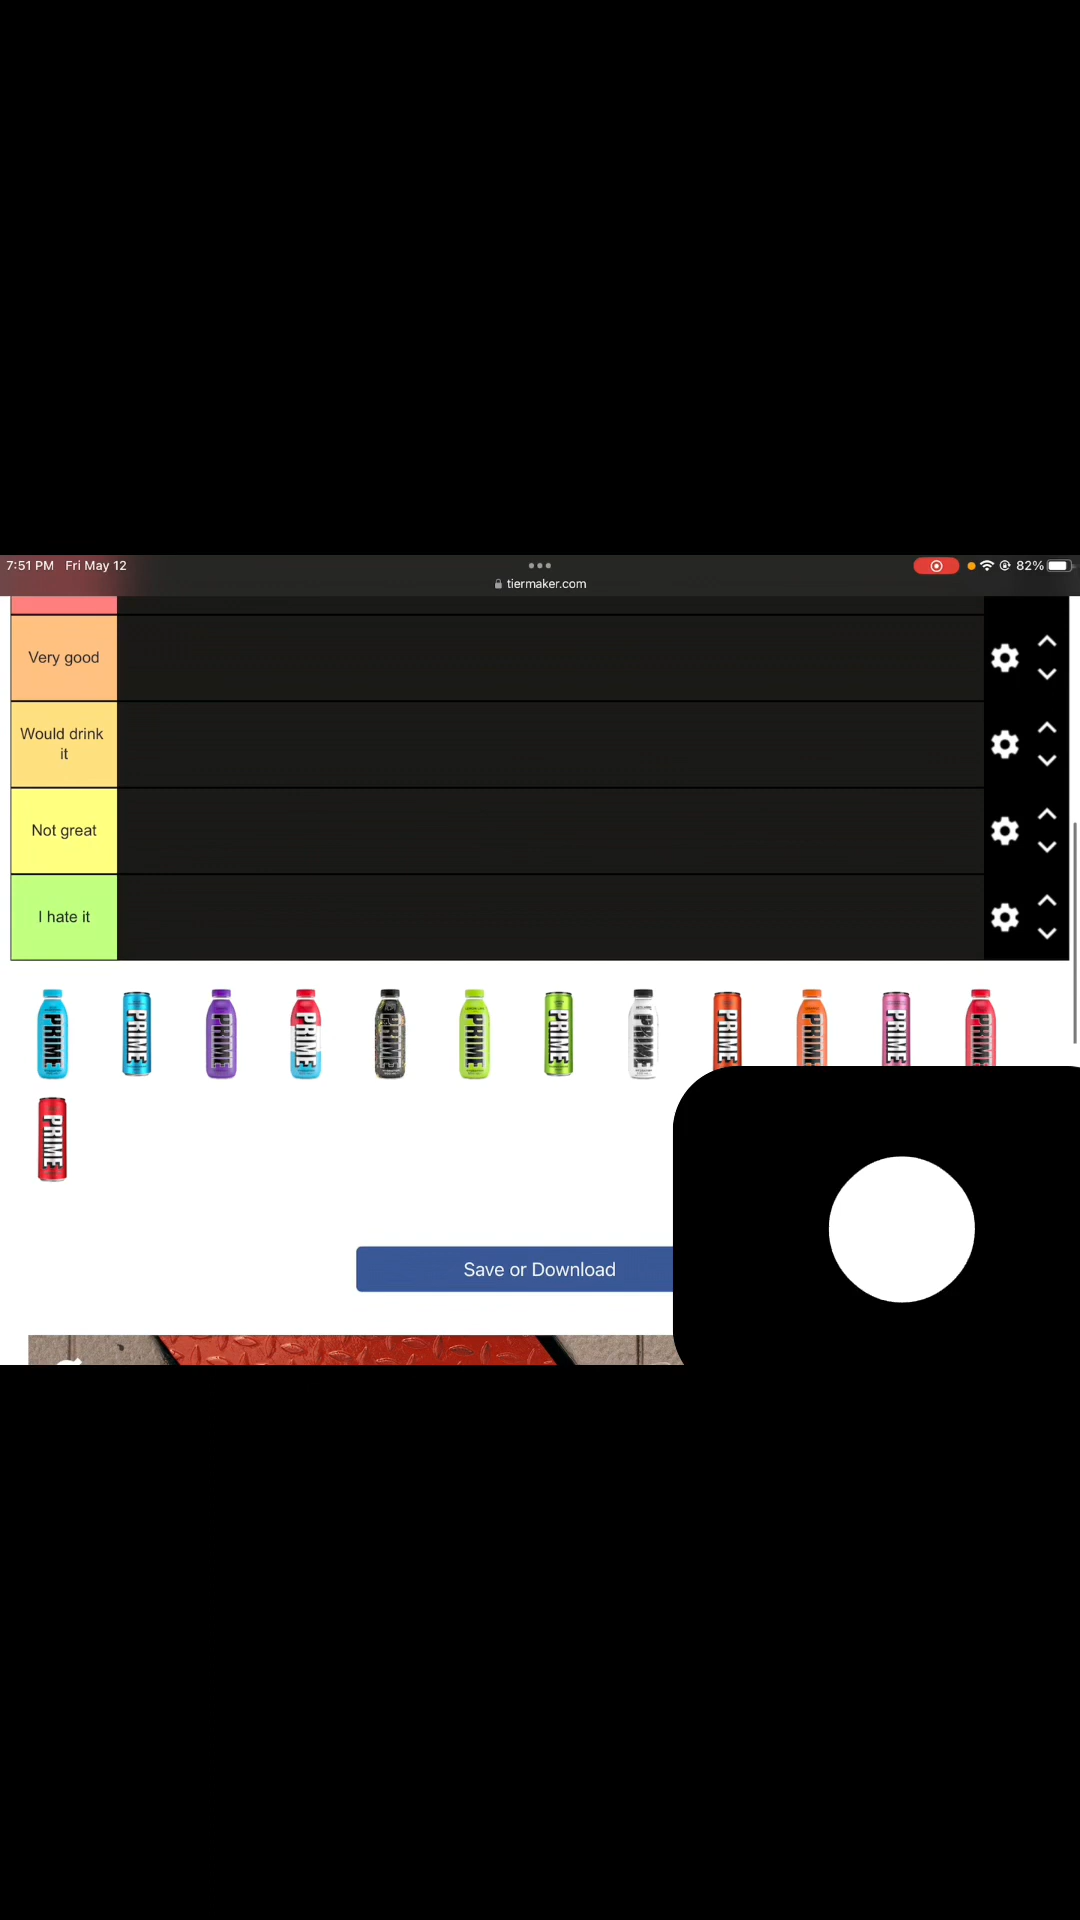 7:51 PM Fri May 12
82%
tiermaker.com
Very good
Would drink
it
Not great
I hate it
PRIME PRIME PRIME PRIME PRIME PRIME PRIME PRIME PRIME PRIME PRIME PRIME
PRIME
Save or Download